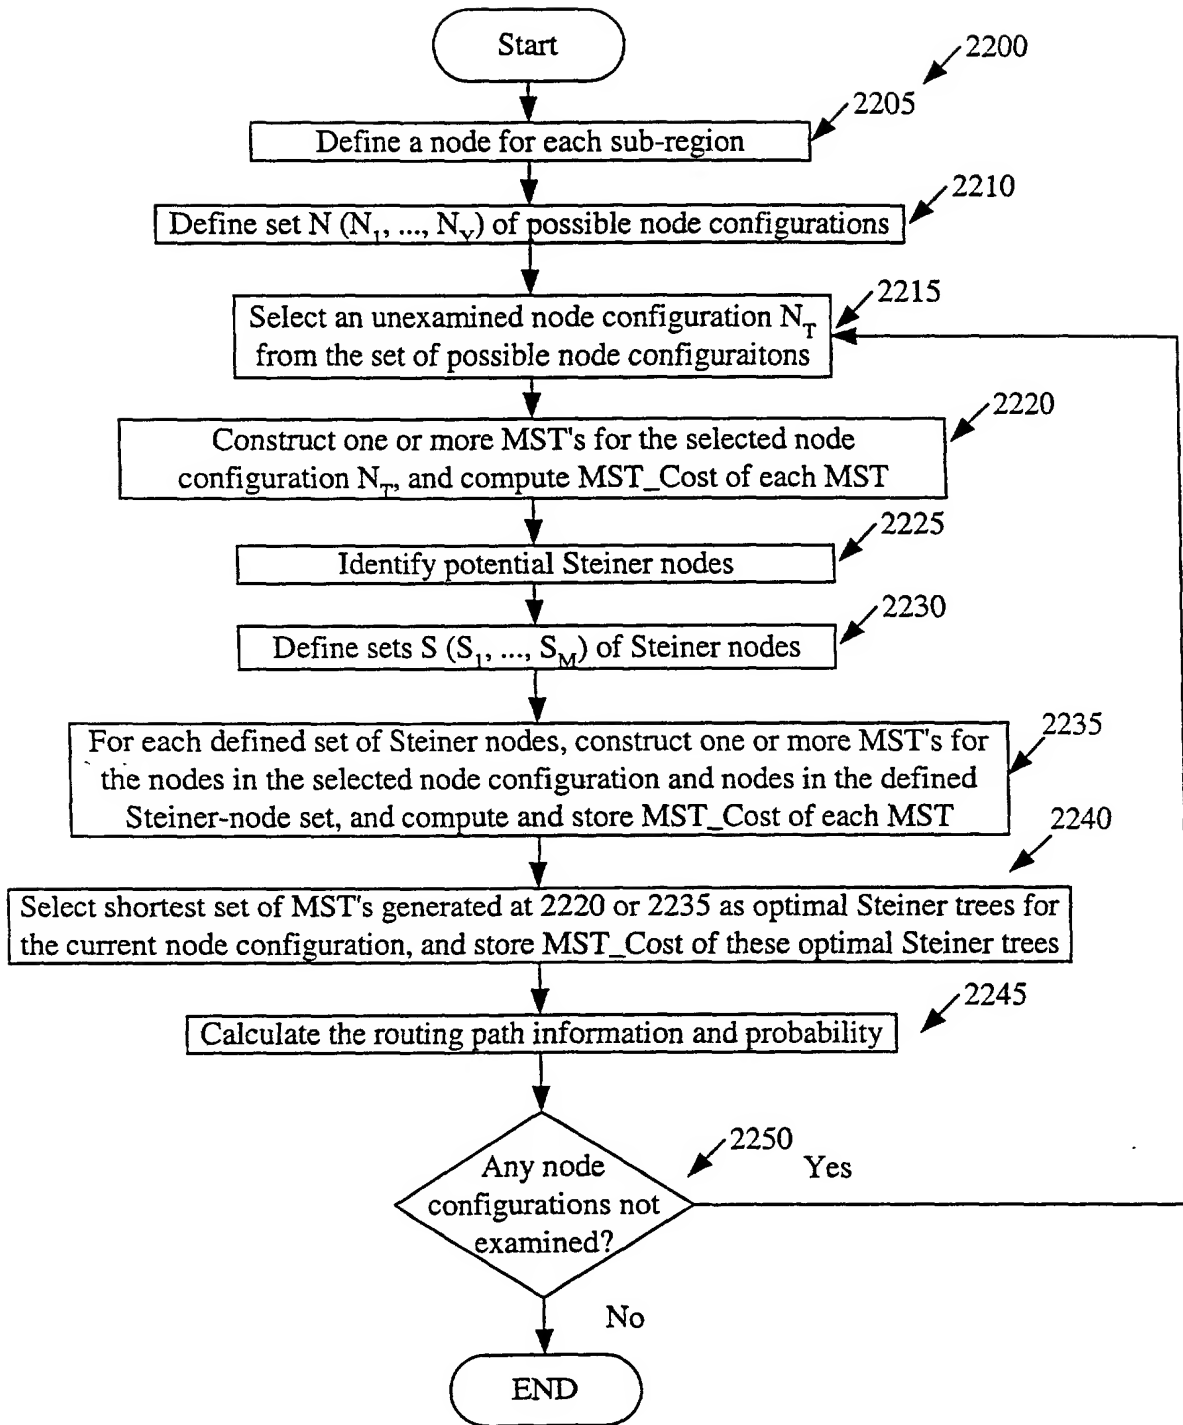 Start
2200
2205
Define a node for each sub-region
2210
Define set N (N₁, ..., Nᵧ) of possible node configurations
2215
Select an unexamined node configuration N_T
from the set of possible node configuraitons
2220
Construct one or more MST's for the selected node
configuration N_T, and compute MST_Cost of each MST
2225
Identify potential Steiner nodes
2230
Define sets S (S₁, ..., S_M) of Steiner nodes
2235
For each defined set of Steiner nodes, construct one or more MST's for
the nodes in the selected node configuration and nodes in the defined
Steiner-node set, and compute and store MST_Cost of each MST
2240
Select shortest set of MST's generated at 2220 or 2235 as optimal Steiner trees for
the current node configuration, and store MST_Cost of these optimal Steiner trees
2245
Calculate the routing path information and probability
2250
Any node
configurations not
examined?
Yes
No
END